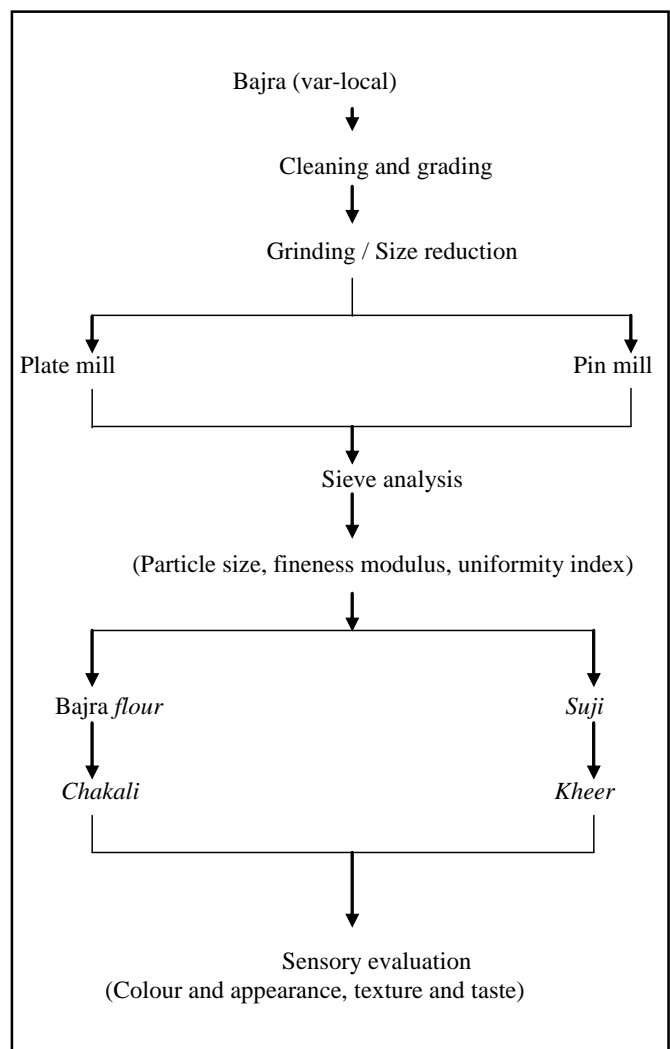 Bajra (var-local)
Cleaning and grading
Grinding / Size reduction
Plate mill
Pin mill
Sieve analysis
(Particle size, fineness modulus, uniformity index)
Bajra flour
Suji
Chakali
Kheer
Sensory evaluation
(Colour and appearance, texture and taste)